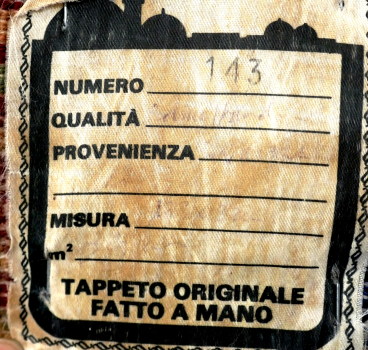 NUMERO 143
QUALITÀ
PROVENIENZA
MISURA
m²
TAPPETO ORIGINALE
FATTO A MANO